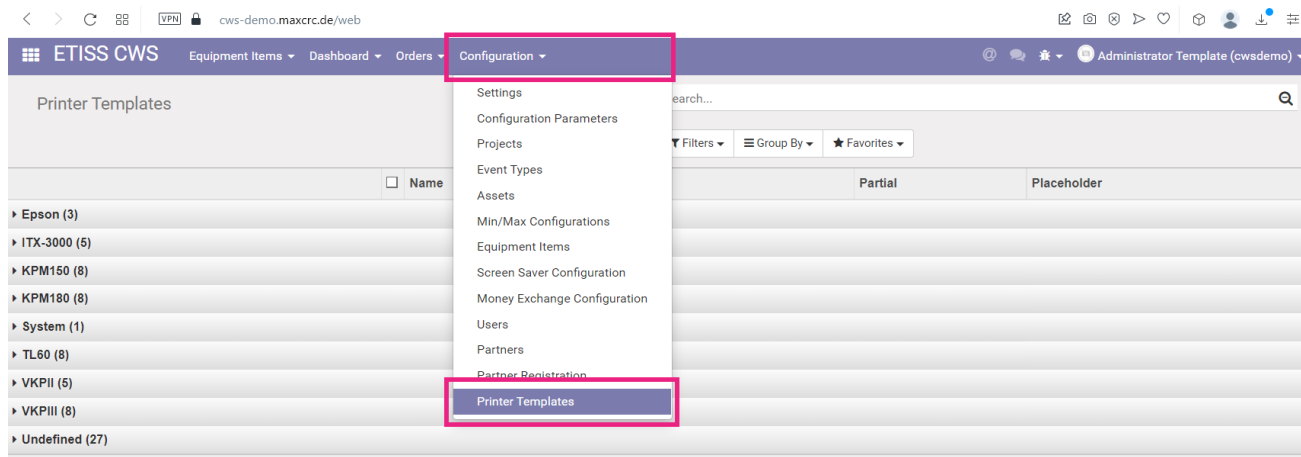 VPN cws-demo.maxcrc.de/web
ETISS CWS Equipment Items Dashboard Orders Configuration @ Administrator Template (cwsdemo)
Printer Templates
earch...
Filters Group By Favorites
Name Partial Placeholder
Settings
Configuration Parameters
Projects
Event Types
Assets
Min/Max Configurations
Equipment Items
Screen Saver Configuration
Money Exchange Configuration
Users
Partners
Partner Registration
Printer Templates
Epson (3)
ITX-3000 (5)
KPM150 (8)
KPM180 (8)
System (1)
TL60 (8)
VKPII (5)
VKPIII (8)
Undefined (27)